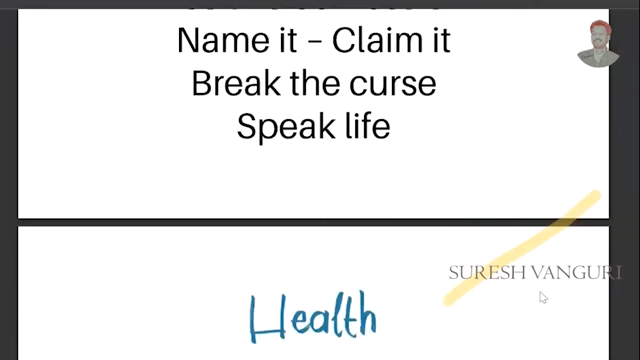 Name it – Claim it
Break the curse
Speak life
SURESH VANGURI
Health